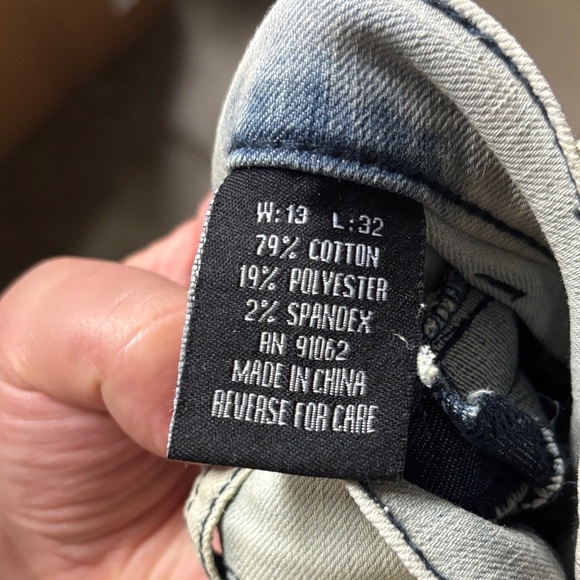 W:13 L:32
79% COTTON
19% POLYESTER
2% SPANDEX
RN 91062
MADE IN CHINA
REVERSE FOR CARE